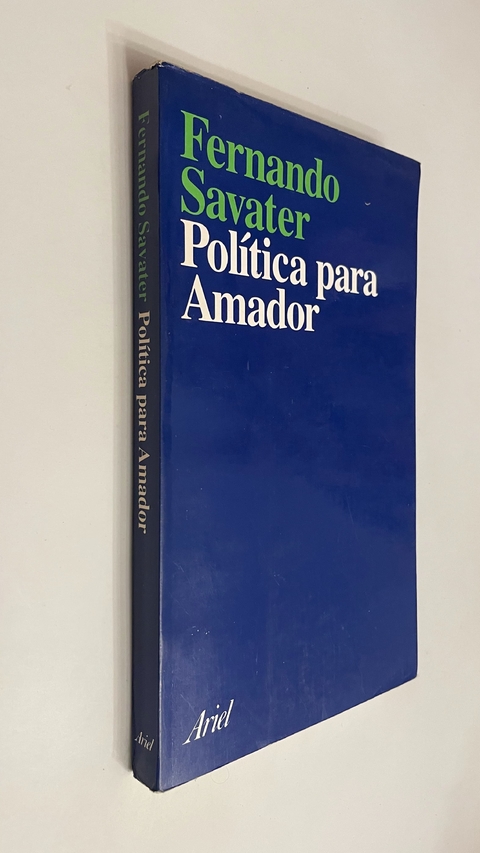 Fernando
Savater
Política para
Amador
Ariel
Fernando Savater Política para Amador
Ariel